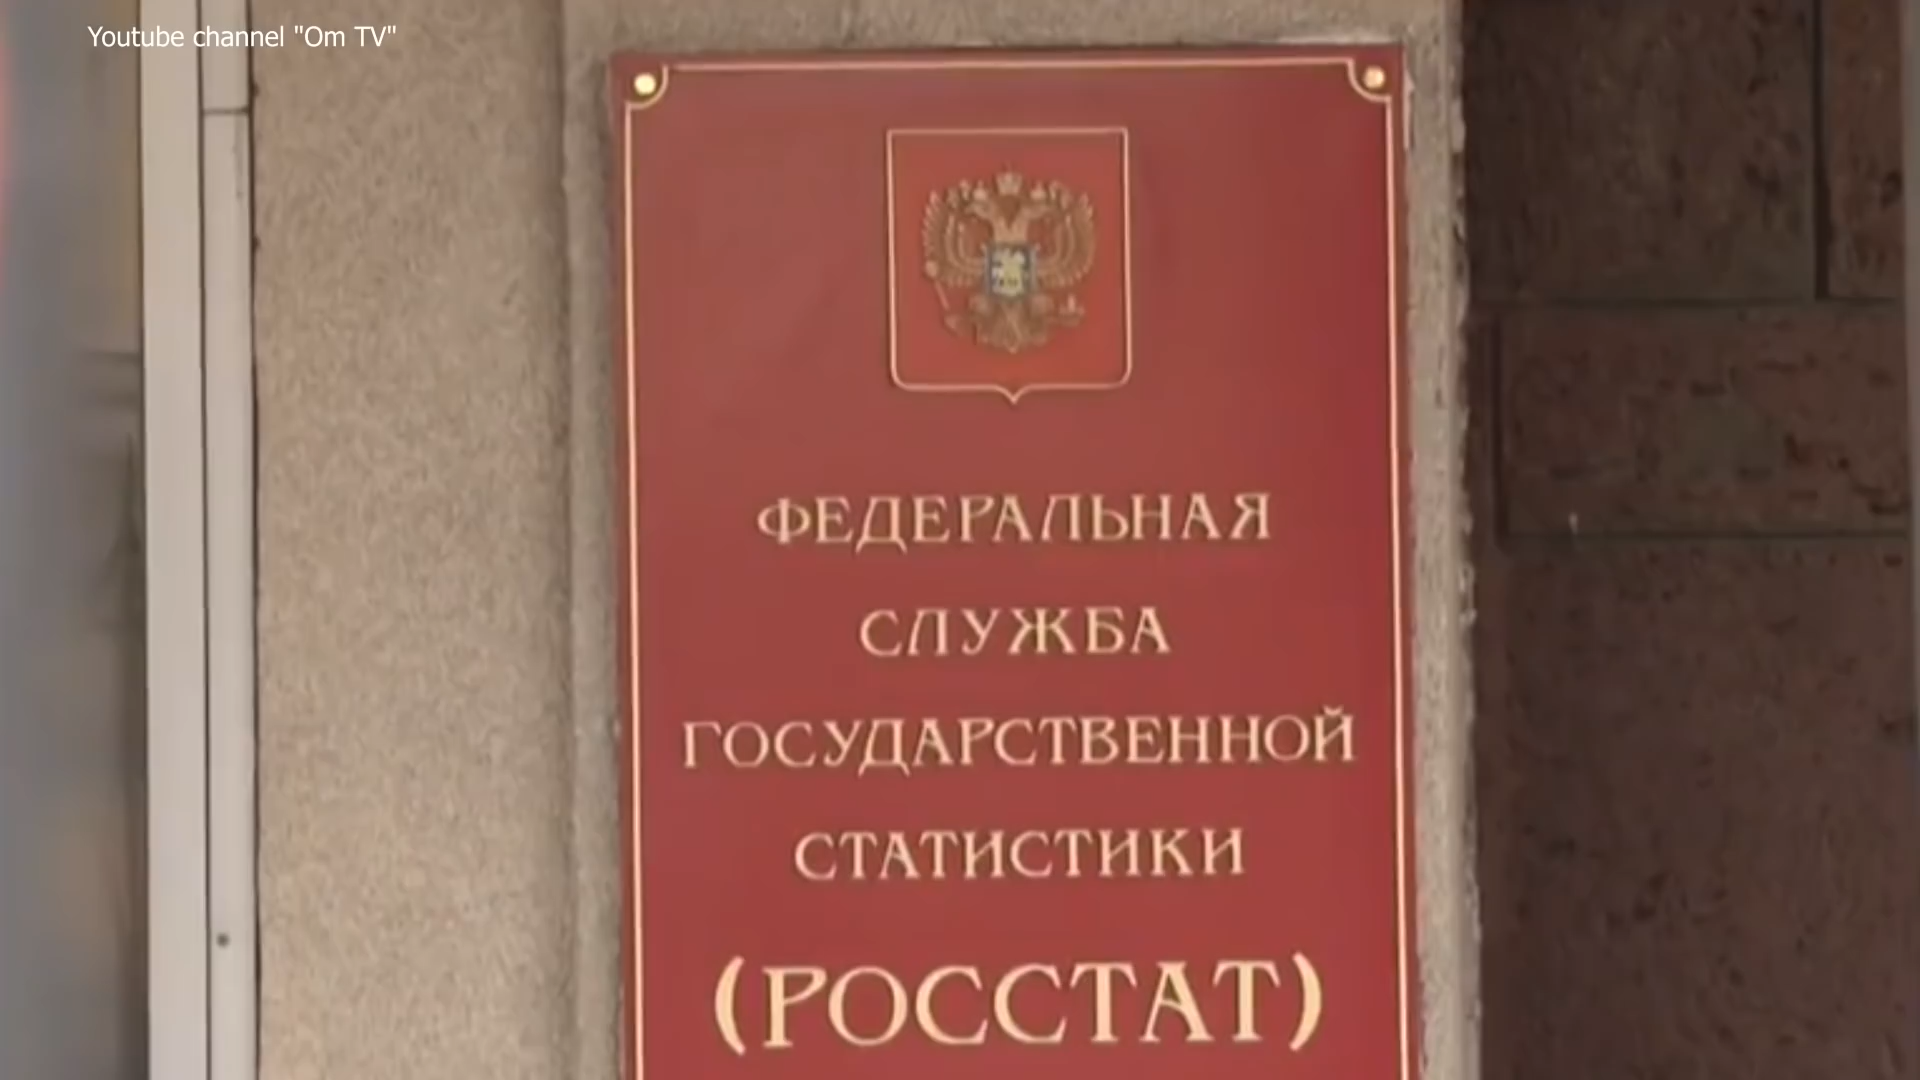 Youtube channel "Om TV"
ФЕДЕРАЛЬНАЯ
СЛУЖБА
ГОСУДАРСТВЕННОЙ
СТАТИСТИКИ
(РОССТАТ)